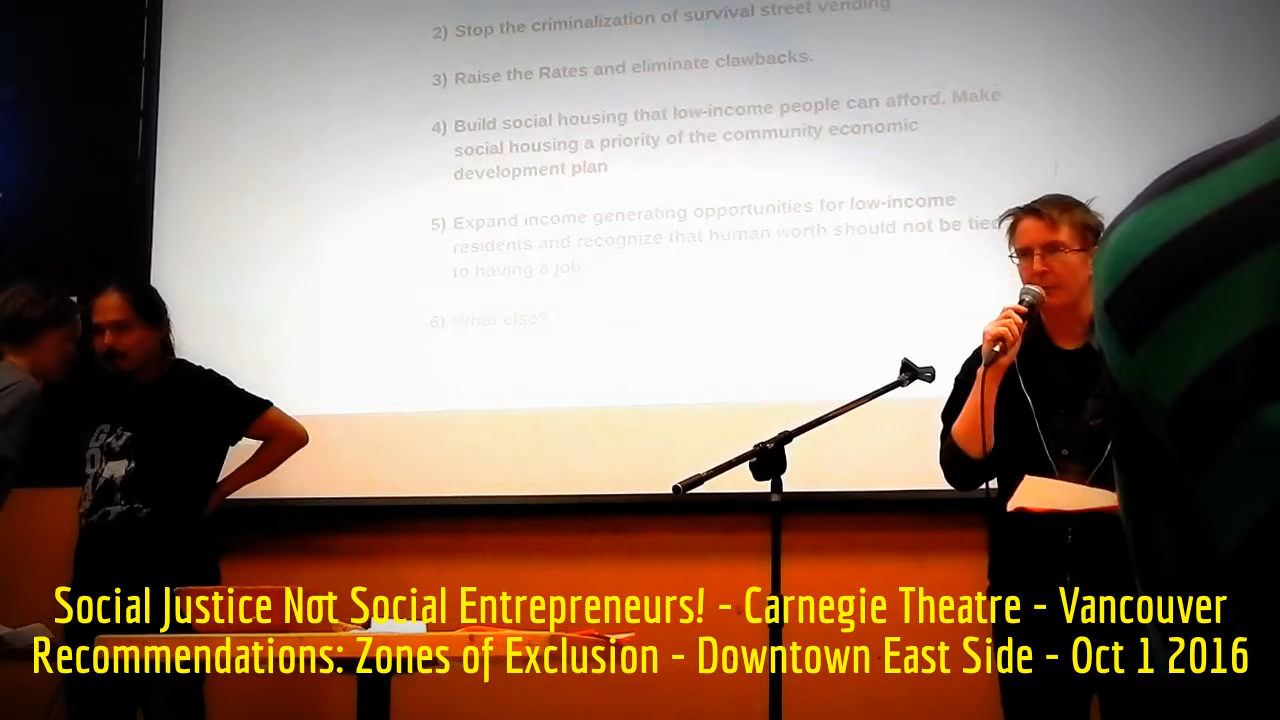 2) Stop the criminalization of survival street vending
3) Raise the Rates and eliminate clawbacks.
4) Build social housing that low-income people can afford. Make
social housing a priority of the community economic
development plan
5) Expand income generating opportunities for low-income
residents and recognize that human worth should not be tied
to having a job.
6) What else?
Social Justice Not Social Entrepreneurs! - Carnegie Theatre - Vancouver
Recommendations: Zones of Exclusion - Downtown East Side - Oct 1 2016